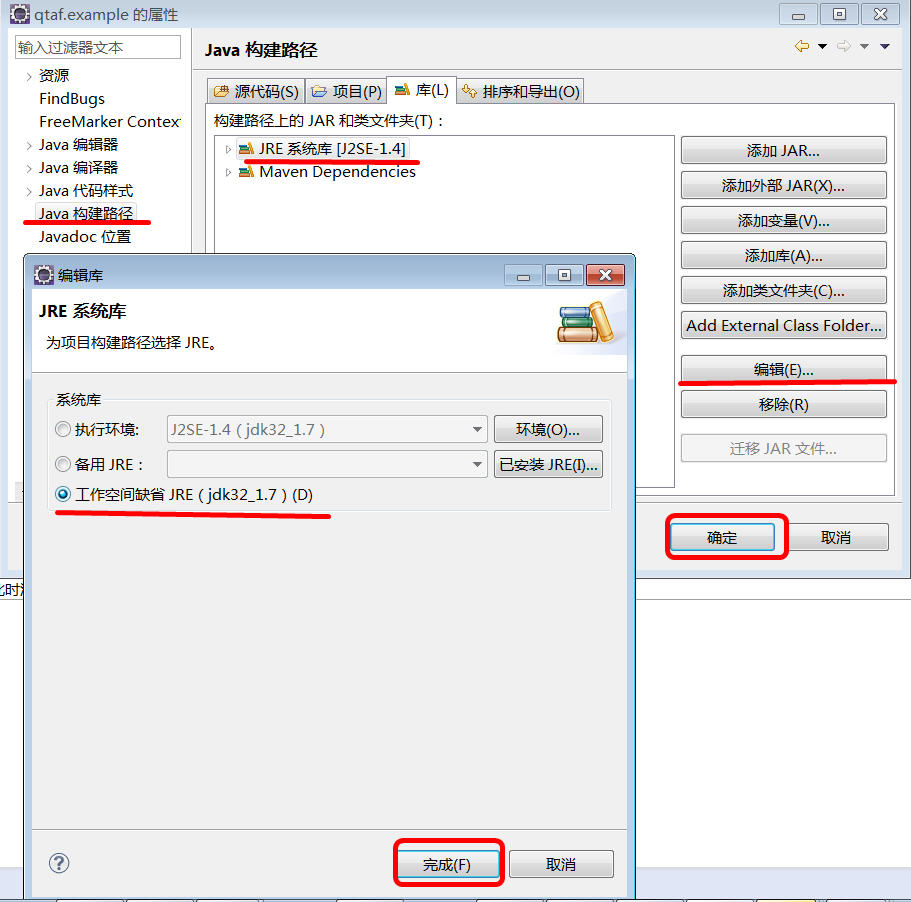 qtaf.example 的属性
输入过滤器文本
资源
FindBugs
FreeMarker Contex
Java 编辑器
Java 编译器
Java 代码样式
Java 构建路径
Javadoc 位置
Java 构建路径
源代码(S)
项目(P)
库(L)
排序和导出(O)
构建路径上的 JAR 和类文件夹(T)：
JRE 系统库 [J2SE-1.4]
Maven Dependencies
添加 JAR...
添加外部 JAR(X)...
添加变量(V)...
添加库(A)...
添加类文件夹(C)...
Add External Class Folder...
编辑(E)...
移除(R)
迁移 JAR 文件...
确定
取消
编辑库
JRE 系统库
为项目构建路径选择 JRE。
系统库
执行环境:
J2SE-1.4 ( jdk32_1.7 )
环境(O)...
备用 JRE：
已安装 JRE(I)...
工作空间缺省 JRE ( jdk32_1.7 ) (D)
完成(F)
取消